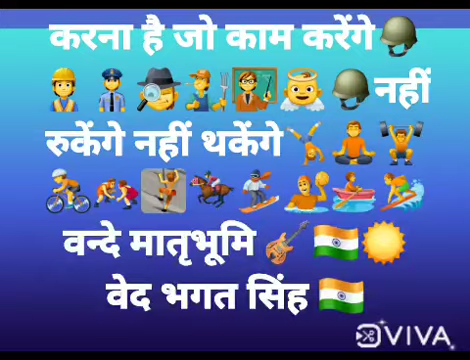 करना है जो काम करेंगे🪖
👷👮🕵️👨‍🌾👨‍🏫👼🪖नहीं
रुकेंगे नहीं थकेंगे🤸🧘🏋️
🚴🤼🧗🏇🏂🤽🚣🏄
वन्दे मातृभूमि🎸🇮🇳☀️
वेद भगत सिंह🇮🇳
VIVA